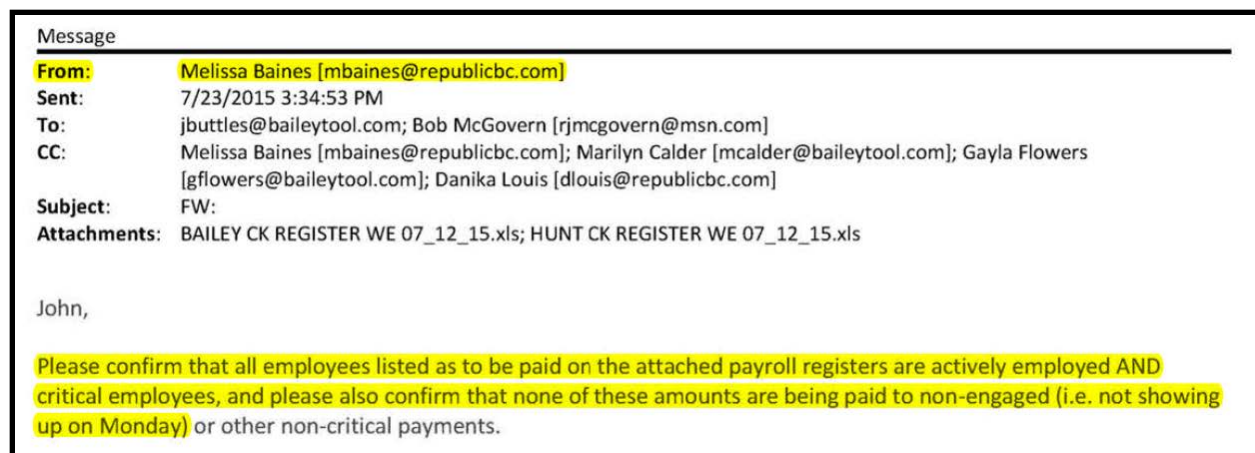 Message
From: Melissa Baines [mbaines@republicbc.com]
Sent: 7/23/2015 3:34:53 PM
To: jbuttles@baileytool.com; Bob McGovern [rjmcgovern@msn.com]
CC: Melissa Baines [mbaines@republicbc.com]; Marilyn Calder [mcalder@baileytool.com]; Gayla Flowers
[gflowers@baileytool.com]; Danika Louis [dlouis@republicbc.com]
Subject: FW:
Attachments: BAILEY CK REGISTER WE 07_12_15.xls; HUNT CK REGISTER WE 07_12_15.xls
John,
Please confirm that all employees listed as to be paid on the attached payroll registers are actively employed AND
critical employees, and please also confirm that none of these amounts are being paid to non-engaged (i.e. not showing
up on Monday) or other non-critical payments.